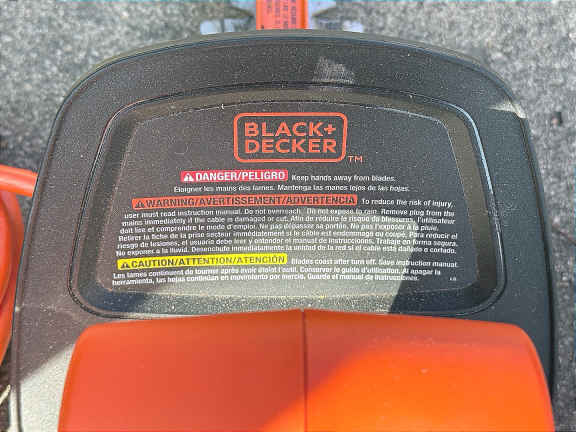 BLACK+
DECKER™
DANGER/PELIGRO Keep hands away from blades.
Éloigner les mains des lames. Mantenga las manos lejos de las hojas.
WARNING/AVERTISSEMENT/ADVERTENCIA To reduce the risk of injury,
user must read instruction manual. Do not overreach. Do not expose to rain. Remove plug from the
mains immediately if the cable is damaged or cut. Afin de réduire le risque de blessures, l'utilisateur
doit lire et comprendre le mode d'emploi. Ne pas dépasser sa portée. Ne pas l'exposer à la pluie.
Retirer la fiche de la prise secteur immédiatement si le câble est endommagé ou coupé. Para reducir el
riesgo de lesiones, el usuario debe leer y entender el manual de instrucciones. Trabaje en forma segura.
No exponer a la lluvia. Desenchufe inmediatamente la unidad de la red si el cable está dañado o cortado.
CAUTION/ATTENTION/ATENCIÓN Blades coast after turn off. Save instruction manual.
Les lames continuent de tourner après avoir éteint l'outil. Conserver le guide d'utilisation. Al apagar la
herramienta, las hojas continúan en movimiento por inercia. Guarde el manual de instrucciones.